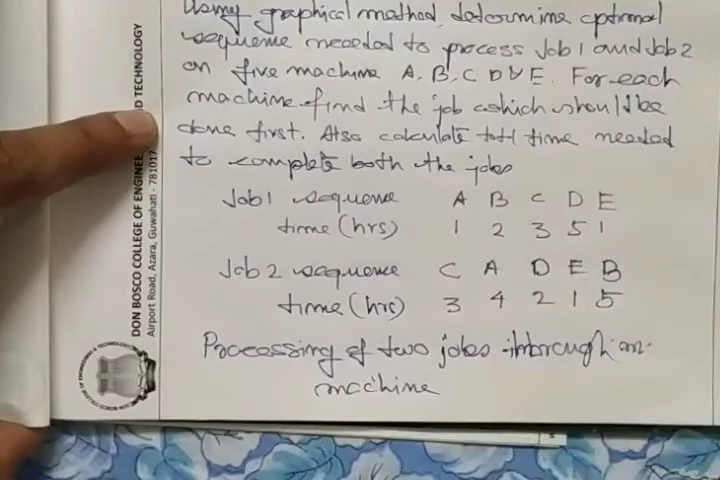 Using graphical method, determine optimal
sequence needed to process Job 1 and Job 2
on five machine A, B, C D & E. For each
machine find the job which should be
done first. Also calculate total time needed
to complete both the jobs
Job1 sequence A B C D E
time (hrs) 1 2 3 5 1
Job 2 sequence C A D E B
time (hrs) 3 4 2 1 5
Processing of two jobs through
machine
DON BOSCO COLLEGE OF ENGINEE D TECHNOLOGY
Airport Road, Azara, Guwahati - 781017